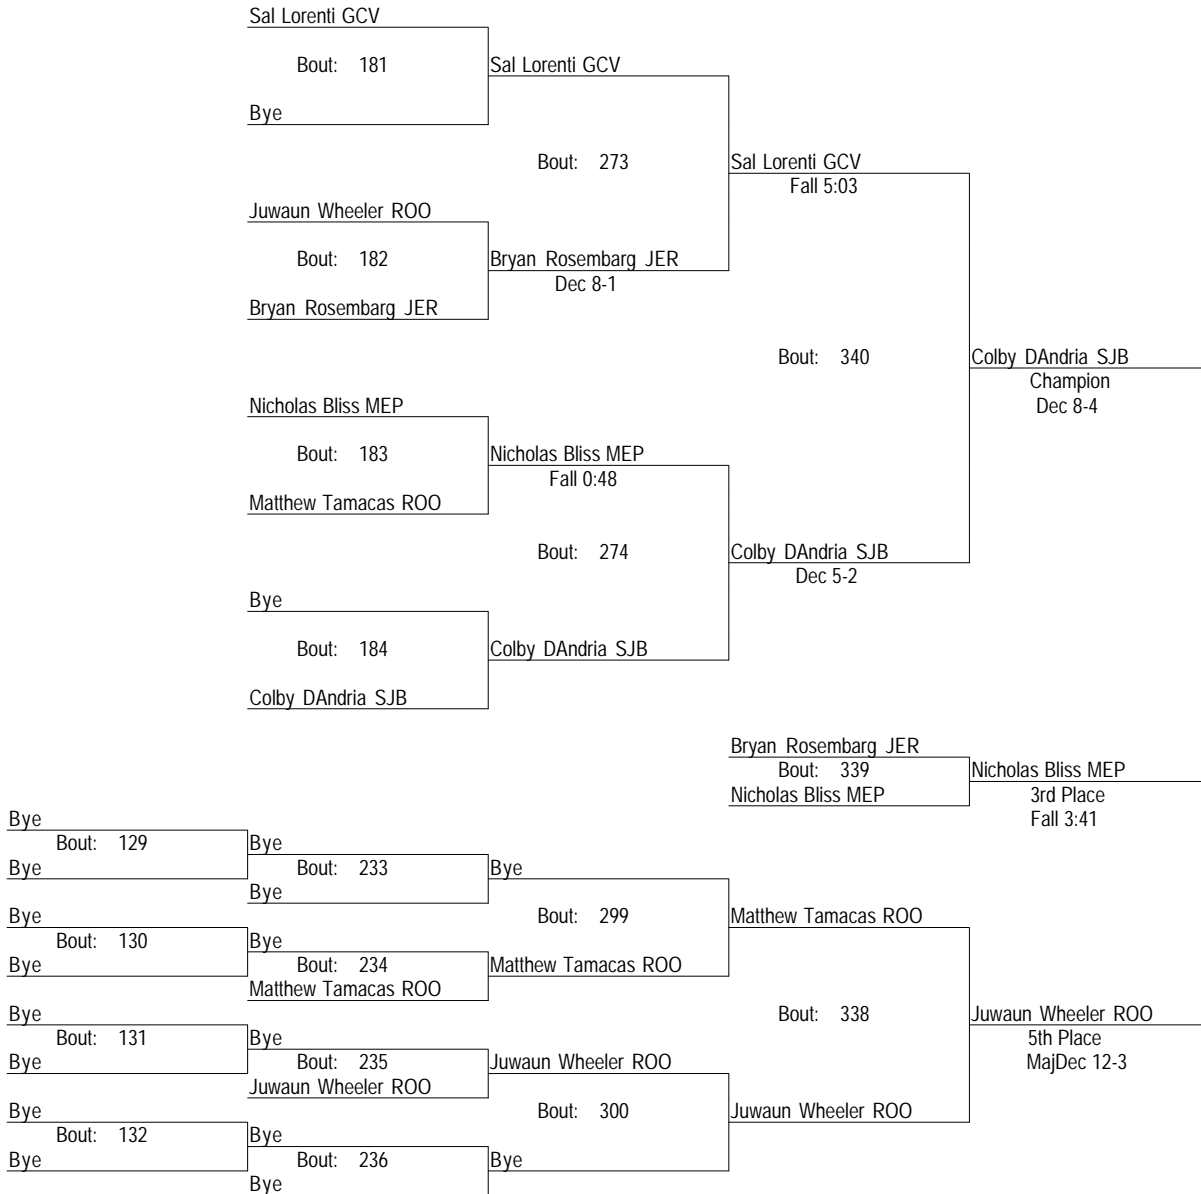 Sal Lorenti GCV
Bout: 181
Sal Lorenti GCV
Bye
Bout: 273
Sal Lorenti GCV
Fall 5:03
Juwaun Wheeler ROO
Bout: 182
Bryan Rosembarg JER
Dec 8-1
Bryan Rosembarg JER
Bout: 340
Colby DAndria SJB
Champion
Dec 8-4
Nicholas Bliss MEP
Bout: 183
Nicholas Bliss MEP
Fall 0:48
Matthew Tamacas ROO
Bout: 274
Colby DAndria SJB
Dec 5-2
Bye
Bout: 184
Colby DAndria SJB
Colby DAndria SJB
Bryan Rosembarg JER
Bout: 339
Nicholas Bliss MEP
Nicholas Bliss MEP
3rd Place
Fall 3:41
Bye
Bout: 129
Bye
Bye
Bout: 233
Bye
Bye
Bout: 299
Matthew Tamacas ROO
Bye
Bout: 130
Bye
Bye
Bout: 234
Matthew Tamacas ROO
Matthew Tamacas ROO
Bout: 338
Juwaun Wheeler ROO
5th Place
MajDec 12-3
Bye
Bout: 131
Bye
Bye
Bout: 235
Juwaun Wheeler ROO
Juwaun Wheeler ROO
Bout: 300
Juwaun Wheeler ROO
Bye
Bout: 132
Bye
Bye
Bout: 236
Bye
Bye